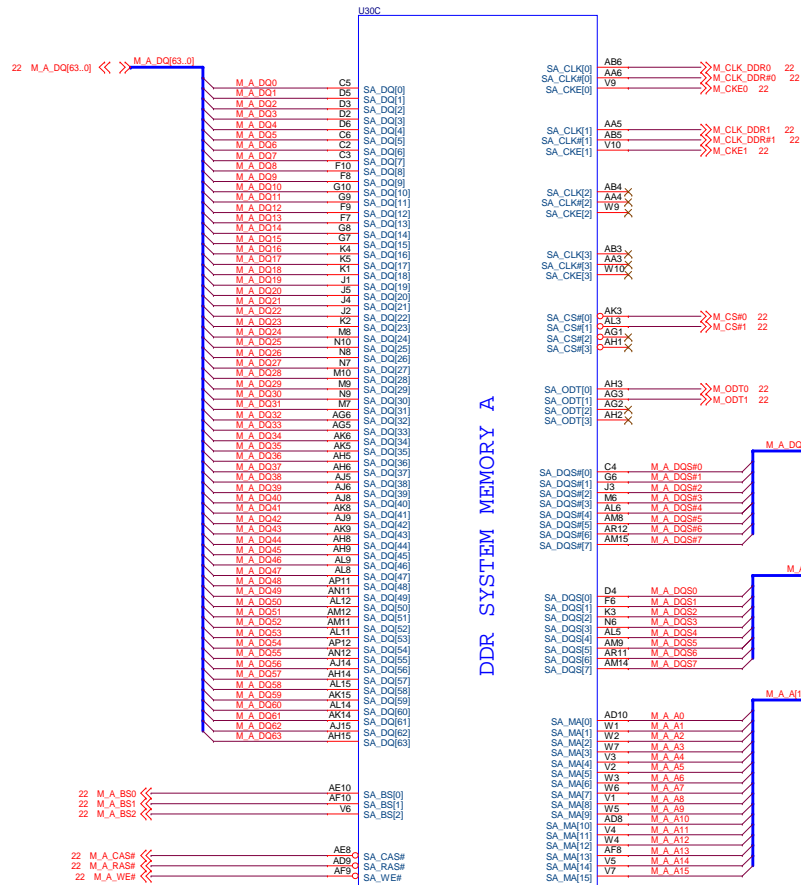 U30C
22 M_A_DQ[63..0]
M_A_DQ[63..0]
M_A_DQ0 C5 SA_DQ[0]
M_A_DQ1 D5 SA_DQ[1]
M_A_DQ2 D3 SA_DQ[2]
M_A_DQ3 D2 SA_DQ[3]
M_A_DQ4 D6 SA_DQ[4]
M_A_DQ5 C6 SA_DQ[5]
M_A_DQ6 C2 SA_DQ[6]
M_A_DQ7 C3 SA_DQ[7]
M_A_DQ8 F10 SA_DQ[8]
M_A_DQ9 F8 SA_DQ[9]
M_A_DQ10 G10 SA_DQ[10]
M_A_DQ11 G9 SA_DQ[11]
M_A_DQ12 F9 SA_DQ[12]
M_A_DQ13 F7 SA_DQ[13]
M_A_DQ14 G8 SA_DQ[14]
M_A_DQ15 G7 SA_DQ[15]
M_A_DQ16 K4 SA_DQ[16]
M_A_DQ17 K5 SA_DQ[17]
M_A_DQ18 K1 SA_DQ[18]
M_A_DQ19 J1 SA_DQ[19]
M_A_DQ20 J5 SA_DQ[20]
M_A_DQ21 J4 SA_DQ[21]
M_A_DQ22 J2 SA_DQ[22]
M_A_DQ23 K2 SA_DQ[23]
M_A_DQ24 M8 SA_DQ[24]
M_A_DQ25 N10 SA_DQ[25]
M_A_DQ26 N8 SA_DQ[26]
M_A_DQ27 N7 SA_DQ[27]
M_A_DQ28 M10 SA_DQ[28]
M_A_DQ29 M9 SA_DQ[29]
M_A_DQ30 N9 SA_DQ[30]
M_A_DQ31 M7 SA_DQ[31]
M_A_DQ32 AG6 SA_DQ[32]
M_A_DQ33 AG5 SA_DQ[33]
M_A_DQ34 AK6 SA_DQ[34]
M_A_DQ35 AK5 SA_DQ[35]
M_A_DQ36 AH5 SA_DQ[36]
M_A_DQ37 AH6 SA_DQ[37]
M_A_DQ38 AJ5 SA_DQ[38]
M_A_DQ39 AJ6 SA_DQ[39]
M_A_DQ40 AJ8 SA_DQ[40]
M_A_DQ41 AK8 SA_DQ[41]
M_A_DQ42 AJ9 SA_DQ[42]
M_A_DQ43 AK9 SA_DQ[43]
M_A_DQ44 AH8 SA_DQ[44]
M_A_DQ45 AH9 SA_DQ[45]
M_A_DQ46 AL9 SA_DQ[46]
M_A_DQ47 AL8 SA_DQ[47]
M_A_DQ48 AP11 SA_DQ[48]
M_A_DQ49 AN11 SA_DQ[49]
M_A_DQ50 AL12 SA_DQ[50]
M_A_DQ51 AM12 SA_DQ[51]
M_A_DQ52 AM11 SA_DQ[52]
M_A_DQ53 AL11 SA_DQ[53]
M_A_DQ54 AP12 SA_DQ[54]
M_A_DQ55 AN12 SA_DQ[55]
M_A_DQ56 AJ14 SA_DQ[56]
M_A_DQ57 AH14 SA_DQ[57]
M_A_DQ58 AL15 SA_DQ[58]
M_A_DQ59 AK15 SA_DQ[59]
M_A_DQ60 AL14 SA_DQ[60]
M_A_DQ61 AK14 SA_DQ[61]
M_A_DQ62 AJ15 SA_DQ[62]
M_A_DQ63 AH15 SA_DQ[63]
22 M_A_BS0 AE10 SA_BS[0]
22 M_A_BS1 AF10 SA_BS[1]
22 M_A_BS2 V6 SA_BS[2]
22 M_A_CAS# AE8 SA_CAS#
22 M_A_RAS# AD9 SA_RAS#
22 M_A_WE# AF9 SA_WE#
DDR SYSTEM MEMORY A
SA_CLK[0] AB6 M_CLK_DDR0 22
SA_CLK#[0] AA6 M_CLK_DDR#0 22
SA_CKE[0] V9 M_CKE0 22
SA_CLK[1] AA5 M_CLK_DDR1 22
SA_CLK#[1] AB5 M_CLK_DDR#1 22
SA_CKE[1] V10 M_CKE1 22
SA_CLK[2] AB4
SA_CLK#[2] AA4
SA_CKE[2] W9
SA_CLK[3] AB3
SA_CLK#[3] AA3
SA_CKE[3] W10
SA_CS#[0] AK3 M_CS#0 22
SA_CS#[1] AL3 M_CS#1 22
SA_CS#[2] AG1
SA_CS#[3] AH1
SA_ODT[0] AH3 M_ODT0 22
SA_ODT[1] AG3 M_ODT1 22
SA_ODT[2] AG2
SA_ODT[3] AH2
M_A_DQ
SA_DQS#[0] C4 M_A_DQS#0
SA_DQS#[1] G6 M_A_DQS#1
SA_DQS#[2] J3 M_A_DQS#2
SA_DQS#[3] M6 M_A_DQS#3
SA_DQS#[4] AL6 M_A_DQS#4
SA_DQS#[5] AM8 M_A_DQS#5
SA_DQS#[6] AR12 M_A_DQS#6
SA_DQS#[7] AM15 M_A_DQS#7
M_A
SA_DQS[0] D4 M_A_DQS0
SA_DQS[1] F6 M_A_DQS1
SA_DQS[2] K3 M_A_DQS2
SA_DQS[3] N6 M_A_DQS3
SA_DQS[4] AL5 M_A_DQS4
SA_DQS[5] AM9 M_A_DQS5
SA_DQS[6] AR11 M_A_DQS6
SA_DQS[7] AM14 M_A_DQS7
M_A_A[1
SA_MA[0] AD10 M_A_A0
SA_MA[1] W1 M_A_A1
SA_MA[2] W2 M_A_A2
SA_MA[3] W7 M_A_A3
SA_MA[4] V3 M_A_A4
SA_MA[5] V2 M_A_A5
SA_MA[6] W3 M_A_A6
SA_MA[7] W6 M_A_A7
SA_MA[8] V1 M_A_A8
SA_MA[9] W5 M_A_A9
SA_MA[10] AD8 M_A_A10
SA_MA[11] V4 M_A_A11
SA_MA[12] W4 M_A_A12
SA_MA[13] AF8 M_A_A13
SA_MA[14] V5 M_A_A14
SA_MA[15] V7 M_A_A15